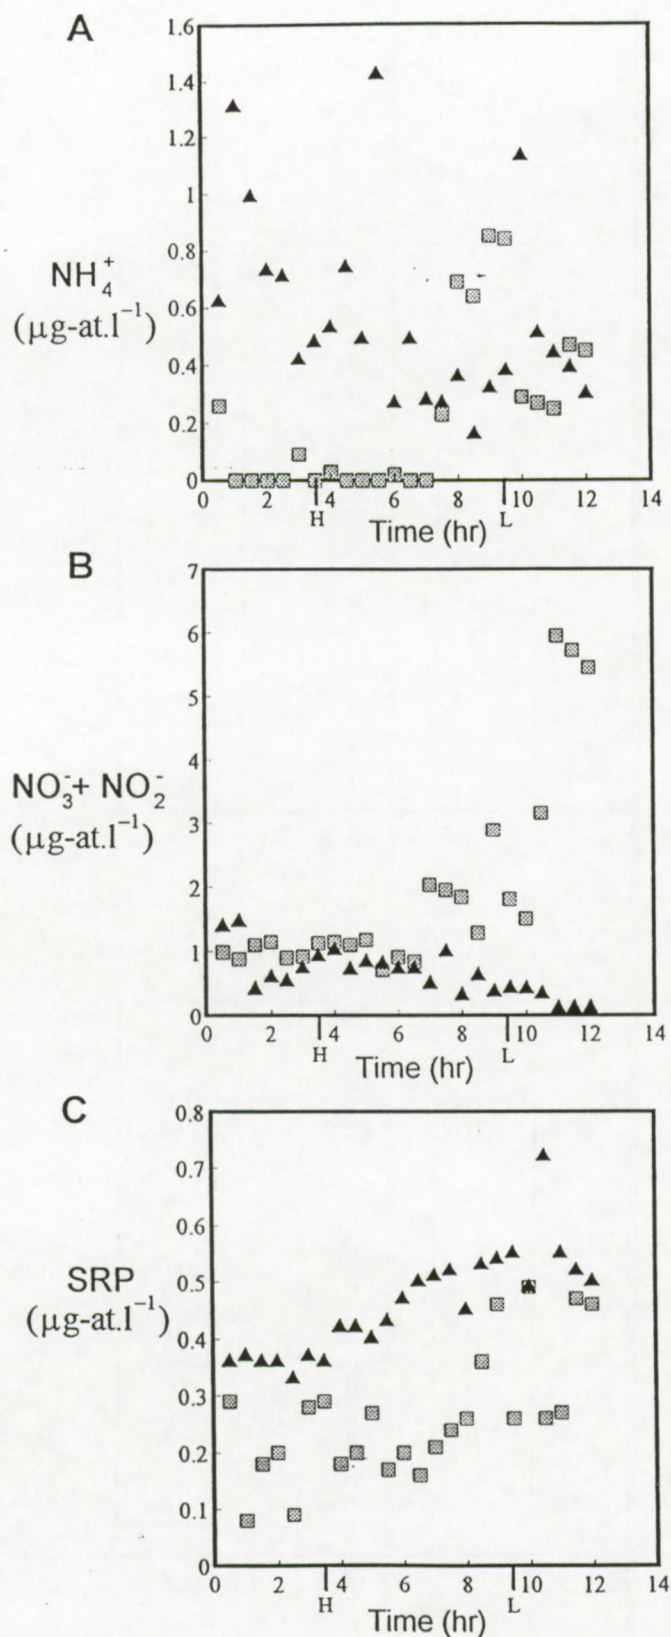 A
1.6
1.4
1.2
1
0.8
0.6
0.4
0.2
0
NH4+
(μg-at.l-1)
0 2 4 6 8 10 12 14
H L
Time (hr)
B
7
6
5
4
3
2
1
0
NO3-+ NO2-
(μg-at.l-1)
0 2 4 6 8 10 12 14
H L
Time (hr)
C
0.8
0.7
0.6
0.5
0.4
0.3
0.2
0.1
0
SRP
(μg-at.l-1)
0 2 4 6 8 10 12 14
H L
Time (hr)